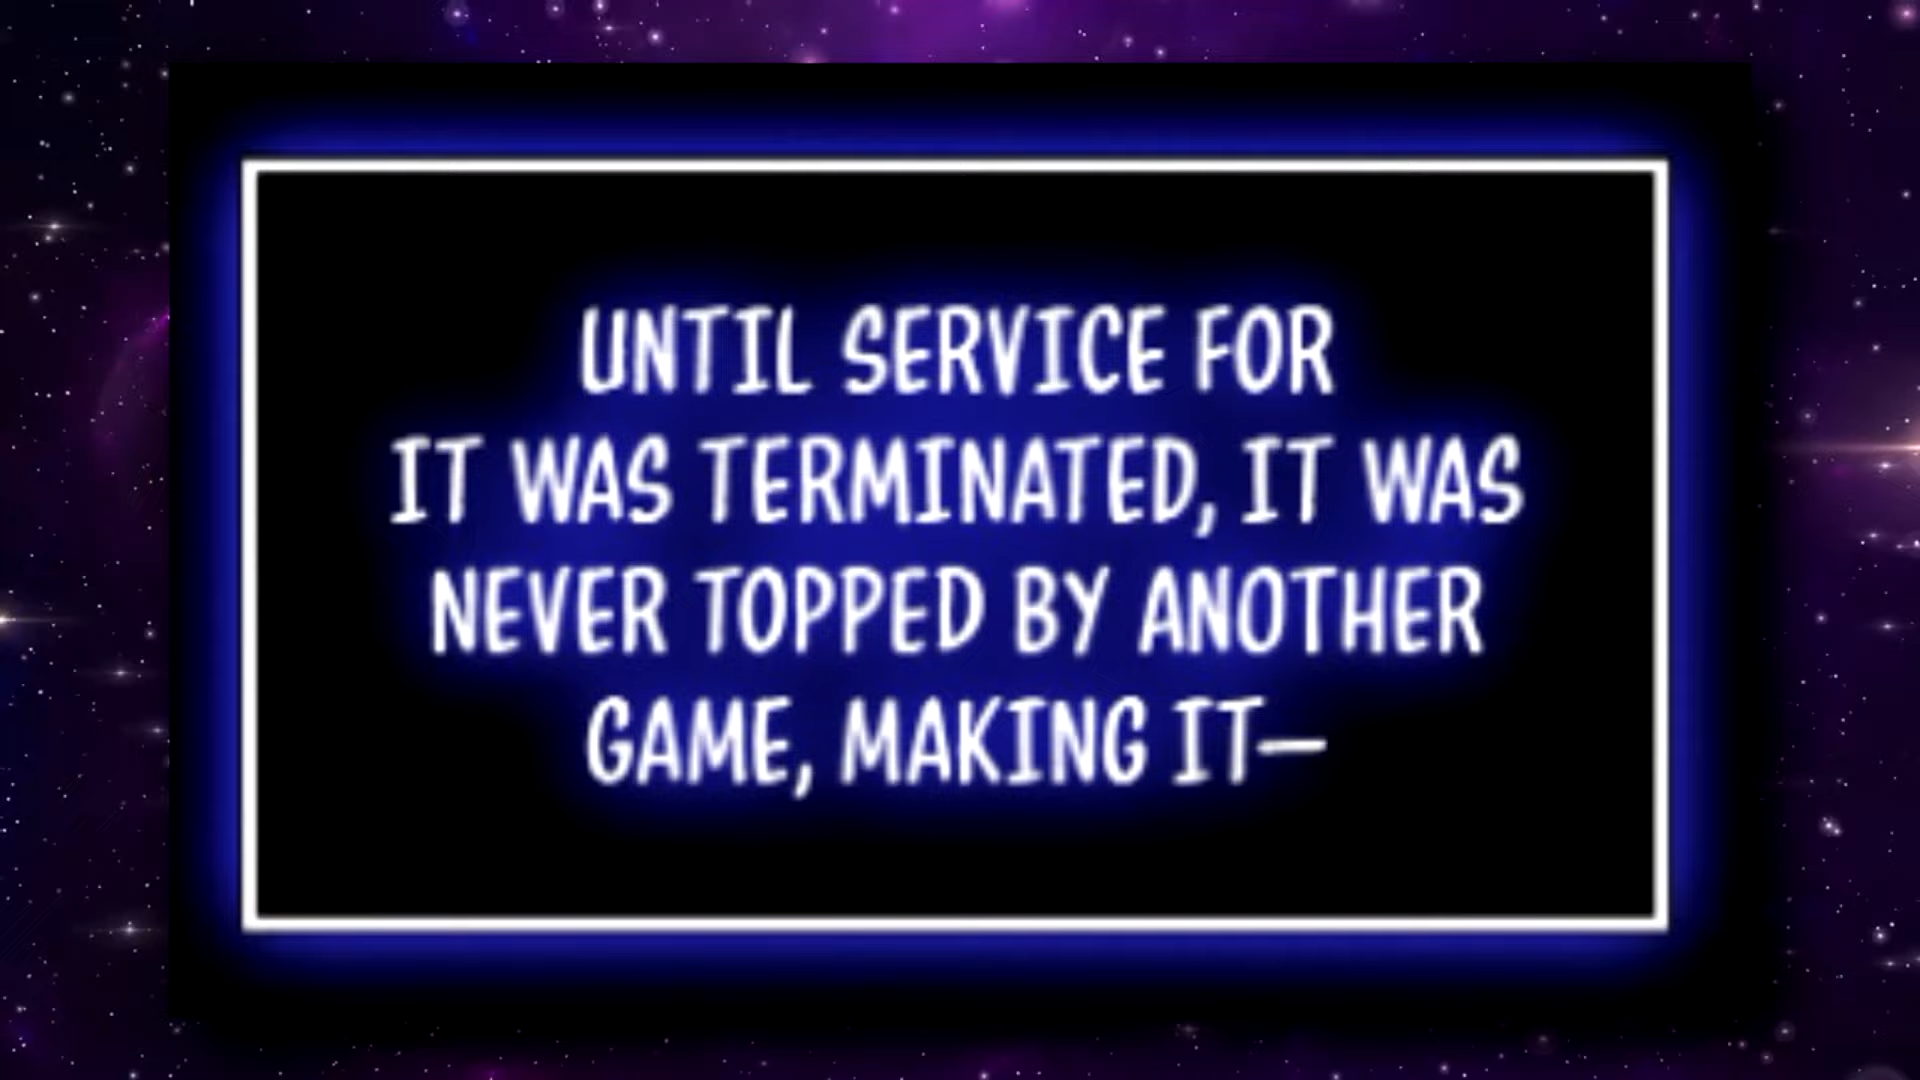 UNTIL SERVICE FOR
IT WAS TERMINATED, IT WAS
NEVER TOPPED BY ANOTHER
GAME, MAKING IT—